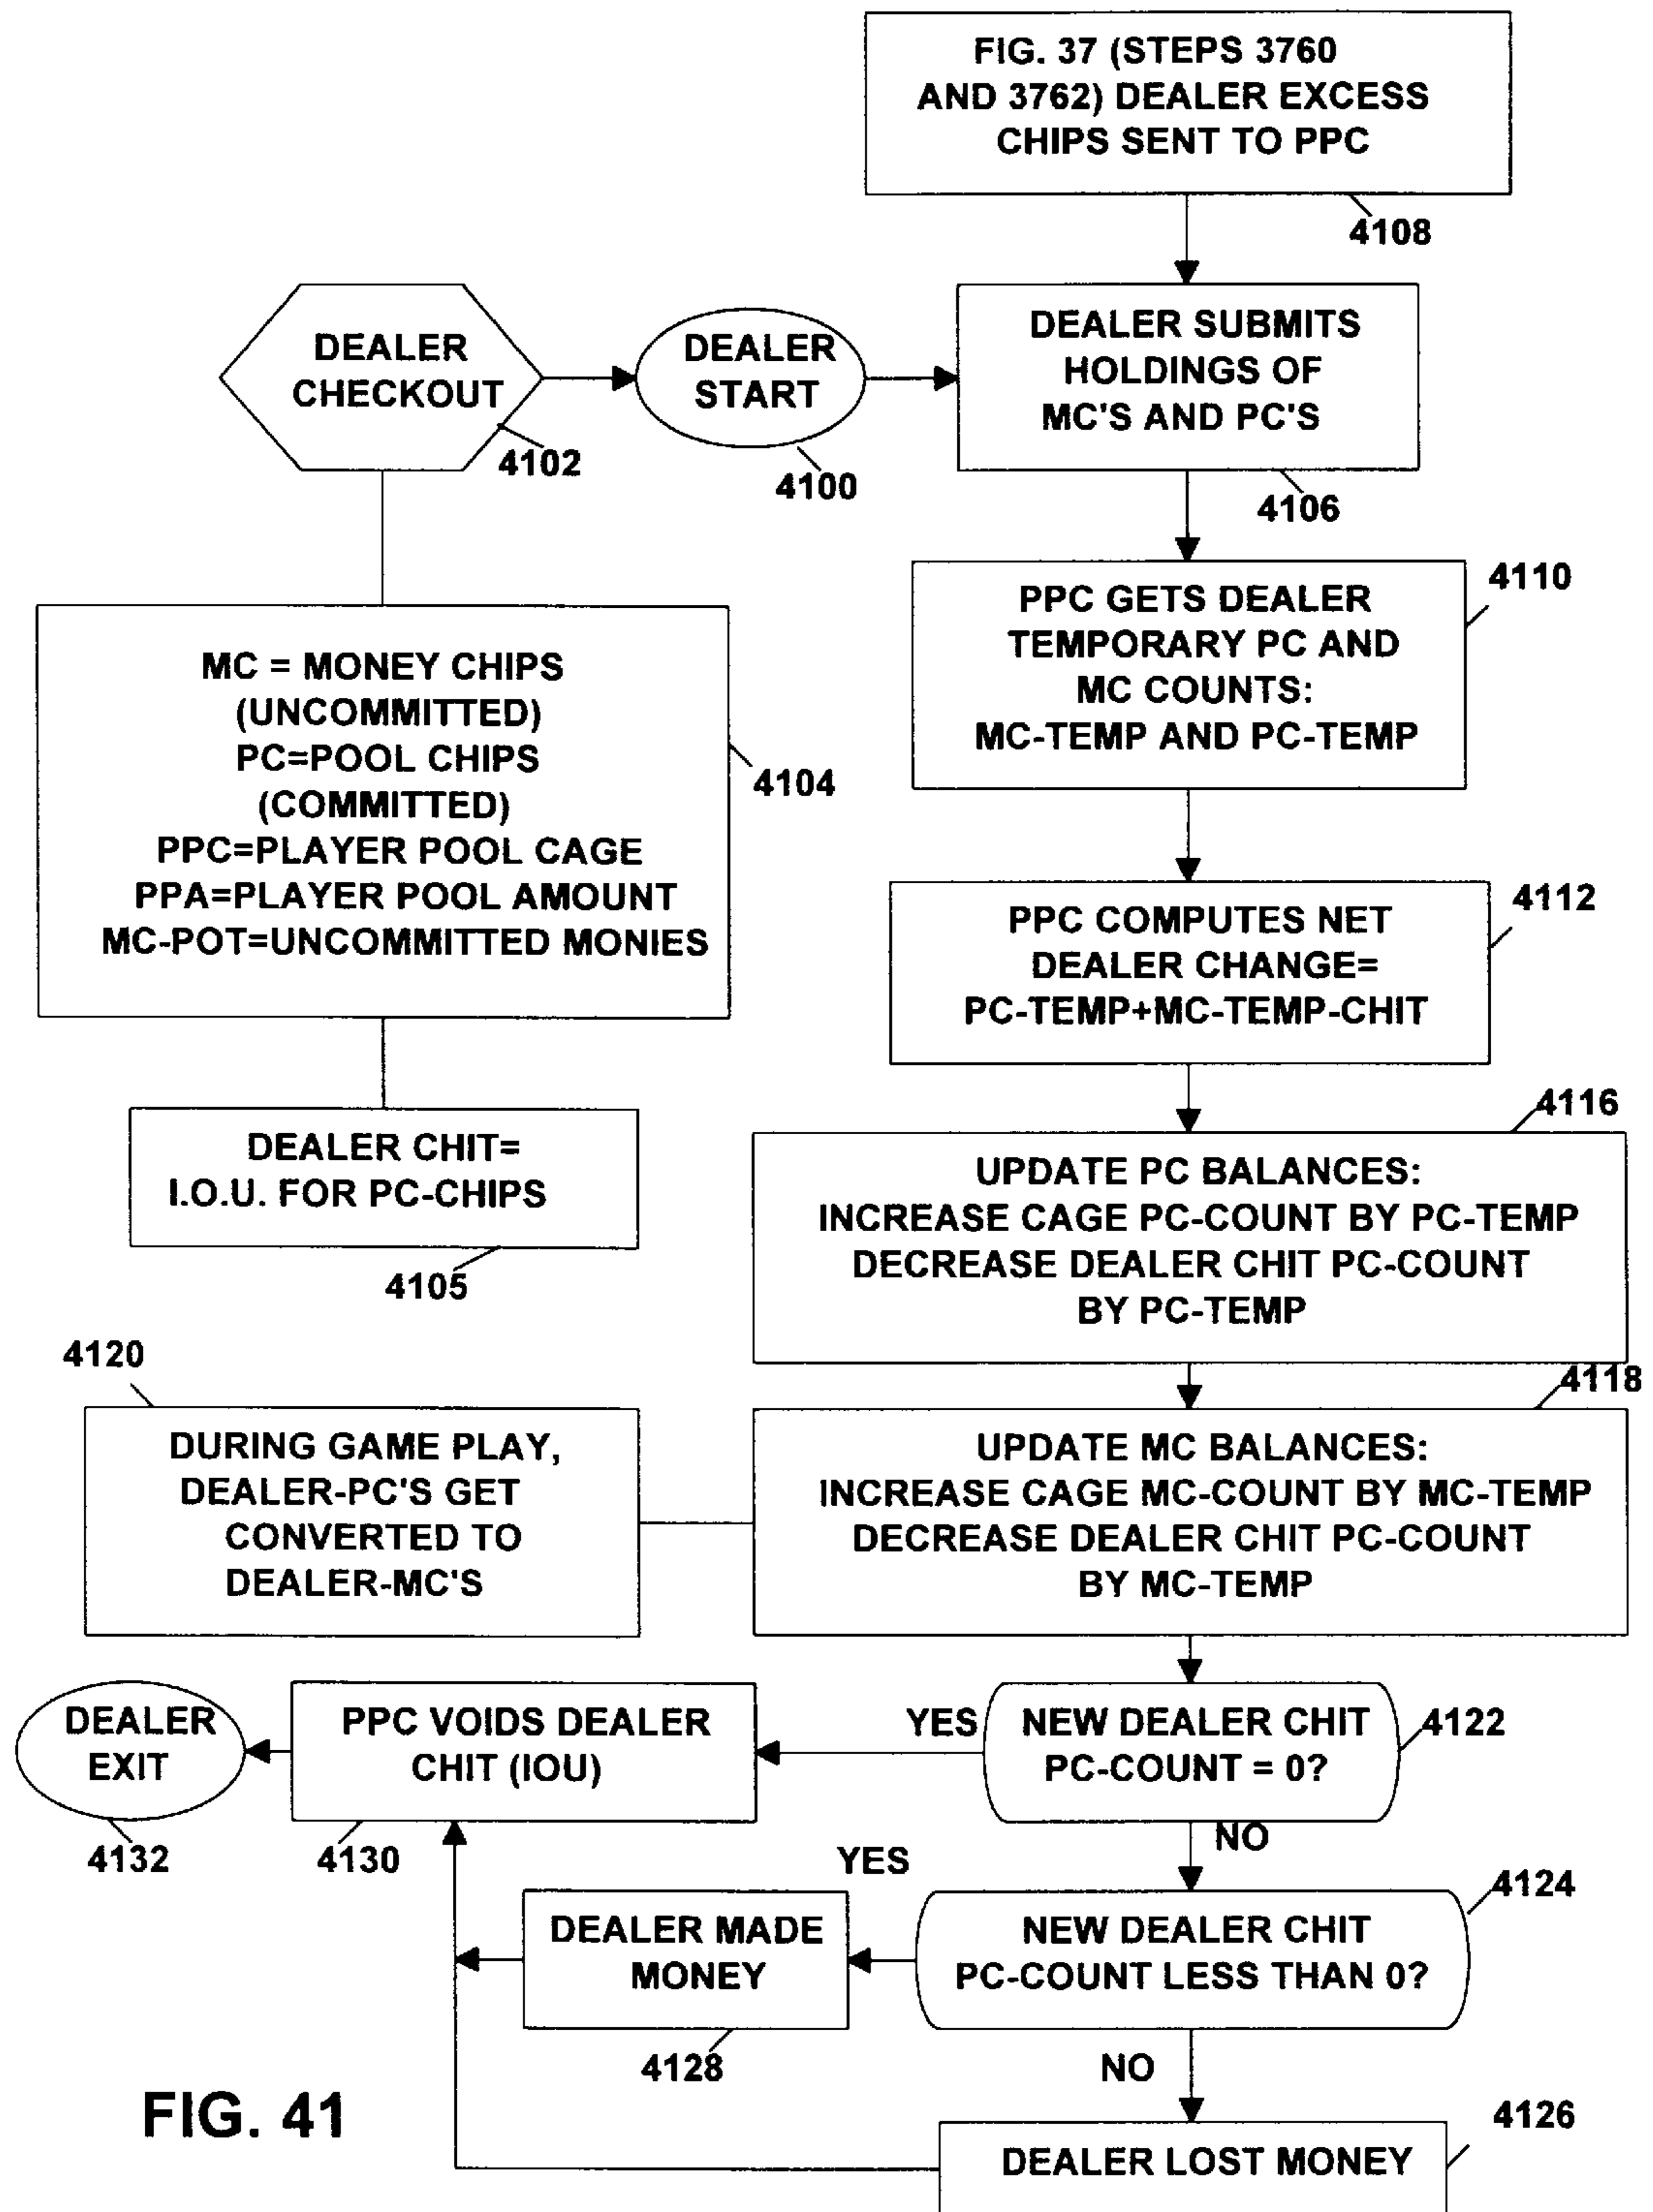 FIG. 37 (STEPS 3760
AND 3762) DEALER EXCESS
CHIPS SENT TO PPC
4108
DEALER
CHECKOUT
4102
DEALER
START
4100
DEALER SUBMITS
HOLDINGS OF
MC'S AND PC'S
4106
MC = MONEY CHIPS
(UNCOMMITTED)
PC=POOL CHIPS
(COMMITTED)
PPC=PLAYER POOL CAGE
PPA=PLAYER POOL AMOUNT
MC-POT=UNCOMMITTED MONIES
4104
DEALER CHIT=
I.O.U. FOR PC-CHIPS
4105
PPC GETS DEALER
TEMPORARY PC AND
MC COUNTS:
MC-TEMP AND PC-TEMP
4110
PPC COMPUTES NET
DEALER CHANGE=
PC-TEMP+MC-TEMP-CHIT
4112
UPDATE PC BALANCES:
INCREASE CAGE PC-COUNT BY PC-TEMP
DECREASE DEALER CHIT PC-COUNT
BY PC-TEMP
4116
4120
DURING GAME PLAY,
DEALER-PC'S GET
CONVERTED TO
DEALER-MC'S
UPDATE MC BALANCES:
INCREASE CAGE MC-COUNT BY MC-TEMP
DECREASE DEALER CHIT PC-COUNT
BY MC-TEMP
4118
NEW DEALER CHIT
PC-COUNT = 0?
4122
YES
NO
PPC VOIDS DEALER
CHIT (IOU)
4130
DEALER
EXIT
4132
NEW DEALER CHIT
PC-COUNT LESS THAN 0?
4124
YES
NO
DEALER MADE
MONEY
4128
DEALER LOST MONEY
4126
FIG. 41